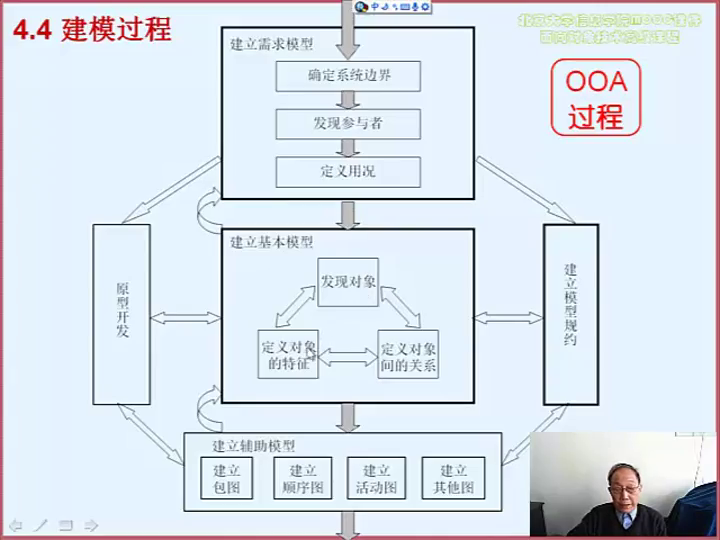 4.4 建模过程
中
北京大学信息学院MOOC课件
面向对象技术高级课程
建立需求模型
确定系统边界
发现参与者
定义用况
OOA
过程
建立基本模型
发现对象
定义对象
的特征
定义对象
间的关系
原型开发
建立模型规约
建立辅助模型
建立
包图
建立
顺序图
建立
活动图
建立
其他图